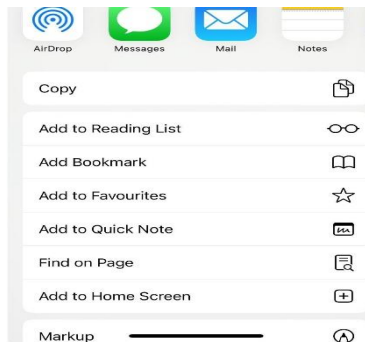 AirDrop Messages Mail Notes
Copy
Add to Reading List
Add Bookmark
Add to Favourites
Add to Quick Note
Find on Page
Add to Home Screen
Markup